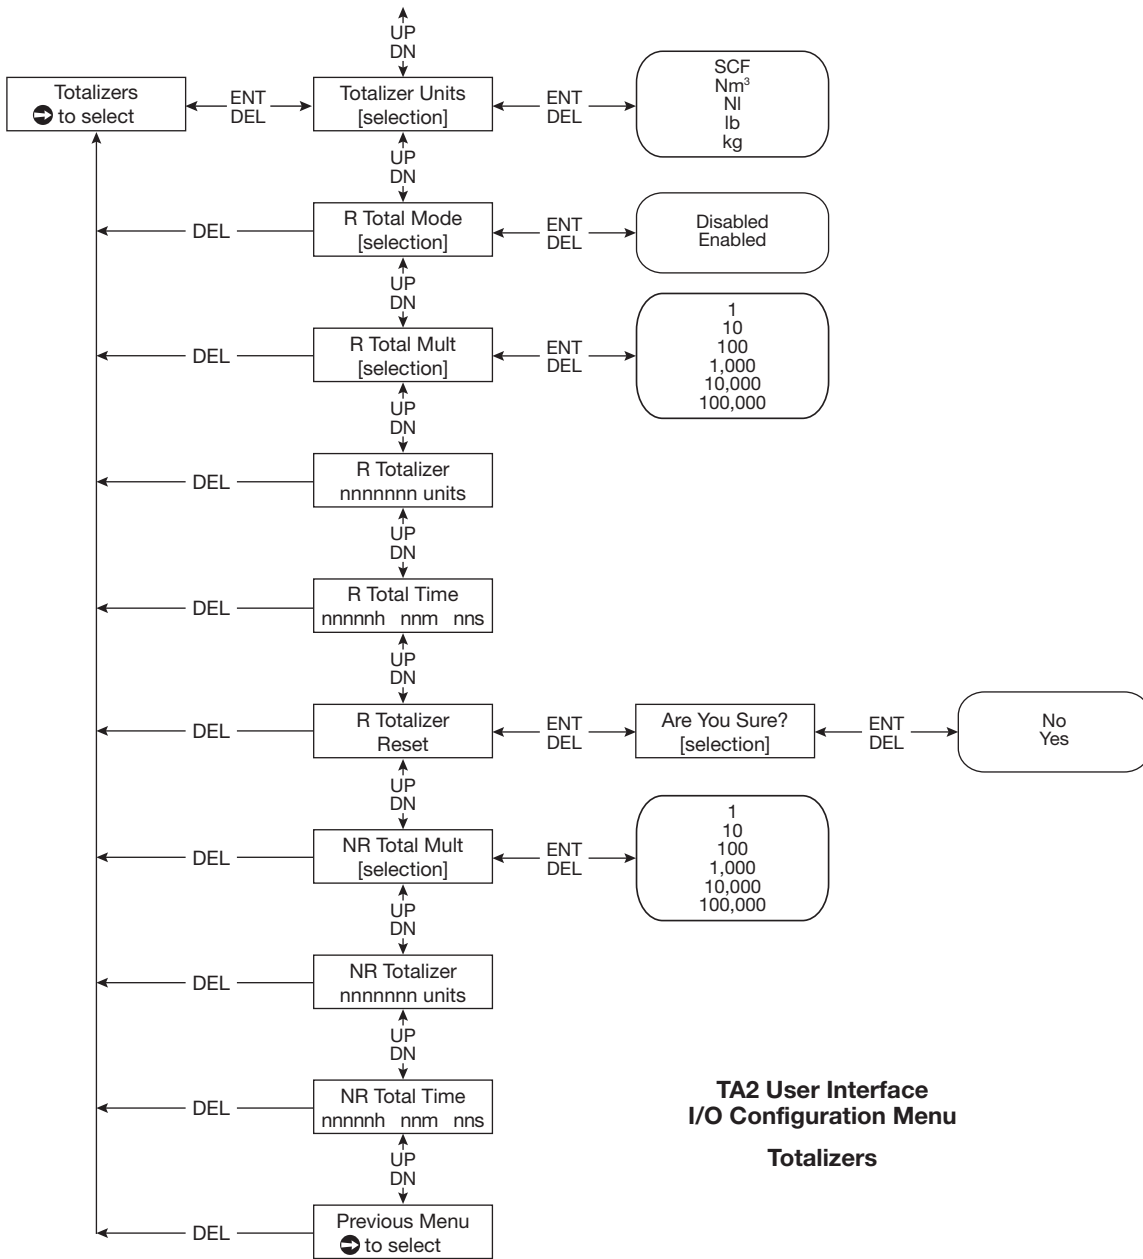 UP
DN
Totalizers
to select
ENT
DEL
Totalizer Units
[selection]
ENT
DEL
SCF
Nm³
Nl
lb
kg
UP
DN
DEL
R Total Mode
[selection]
ENT
DEL
Disabled
Enabled
UP
DN
DEL
R Total Mult
[selection]
ENT
DEL
1
10
100
1,000
10,000
100,000
UP
DN
DEL
R Totalizer
nnnnnnn units
UP
DN
DEL
R Total Time
nnnnnh nnm nns
UP
DN
DEL
R Totalizer
Reset
ENT
DEL
Are You Sure?
[selection]
ENT
DEL
No
Yes
UP
DN
DEL
NR Total Mult
[selection]
ENT
DEL
1
10
100
1,000
10,000
100,000
UP
DN
DEL
NR Totalizer
nnnnnnn units
UP
DN
DEL
NR Total Time
nnnnnh nnm nns
UP
DN
DEL
Previous Menu
to select
TA2 User Interface
I/O Configuration Menu
Totalizers